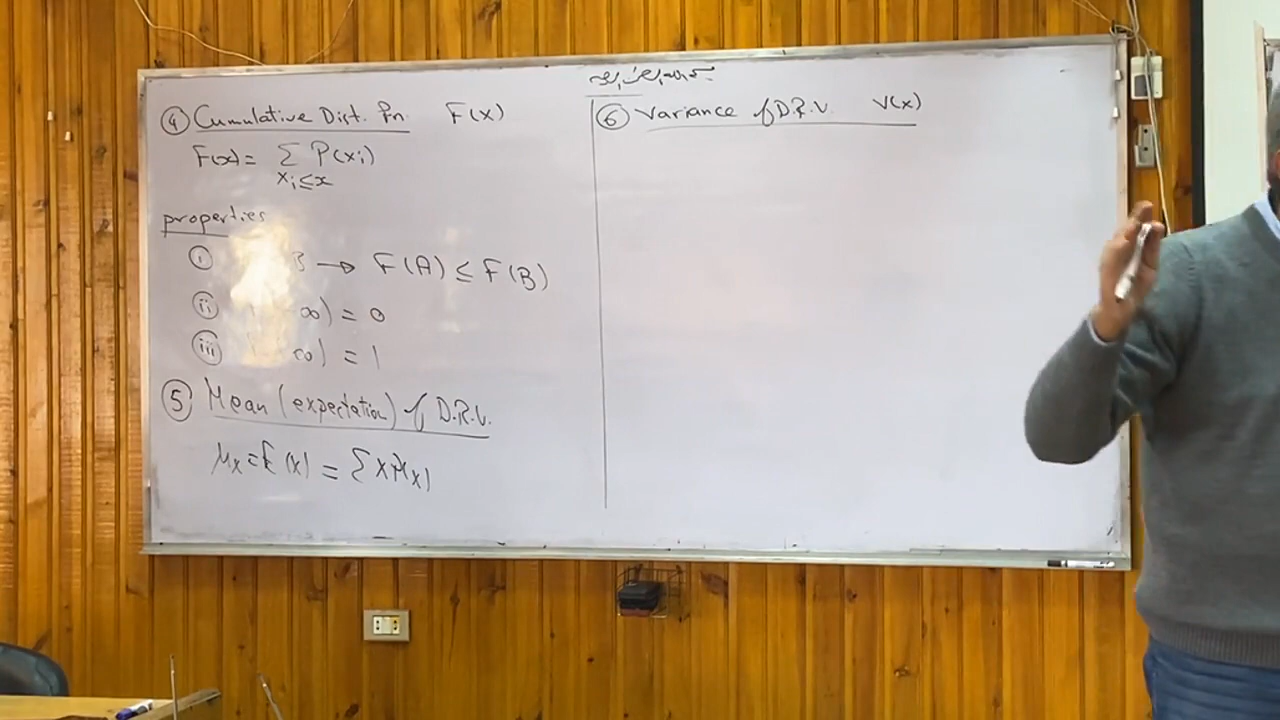 ④ Cumulative Dist. Fn. F(x)
F(x) = Σ P(xᵢ)
xᵢ ≤ x
properties
ⓘ B → F(A) ≤ F(B)
ⓘⓘ ∞) = 0
ⓘⓘⓘ ∞) = 1
⑤ Mean (expectation) of D.R.V.
μₓ = E(x) = Σ x P(x)
⑥ Variance of D.R.V. V(x)